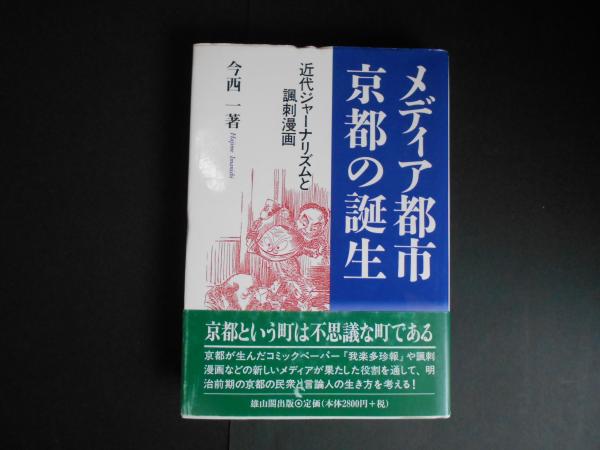 メディア都市
京都の誕生
近代ジャーナリズムと
諷刺漫画
今西 一 著
Hajime Imanishi
京都という町は不思議な町である
京都が生んだコミックペーパー『我楽多珍報』や諷刺
漫画などの新しいメディアが果たした役割を通して、明
治前期の京都の民衆と言論人の生き方を考える!
雄山閣出版●定価(本体2800円+税)